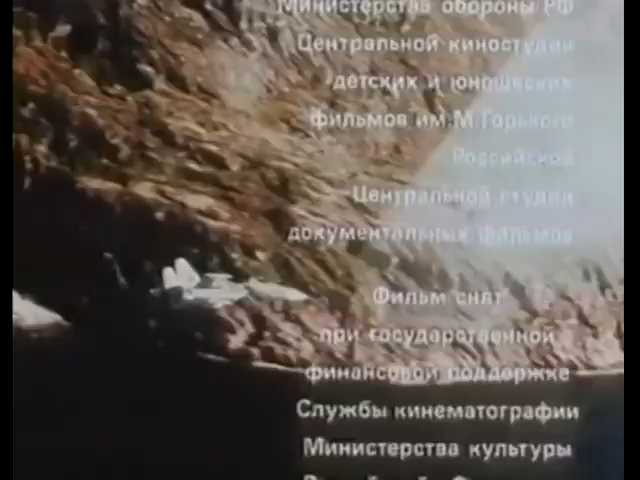 Министерства обороны РФ
Центральной киностудии
детских и юношеских
фильмов им.М.Горького
Российской
Центральной студии
документальных фильмов
Фильм снят
при государственной
финансовой поддержке
Службы кинематографии
Министерства культуры